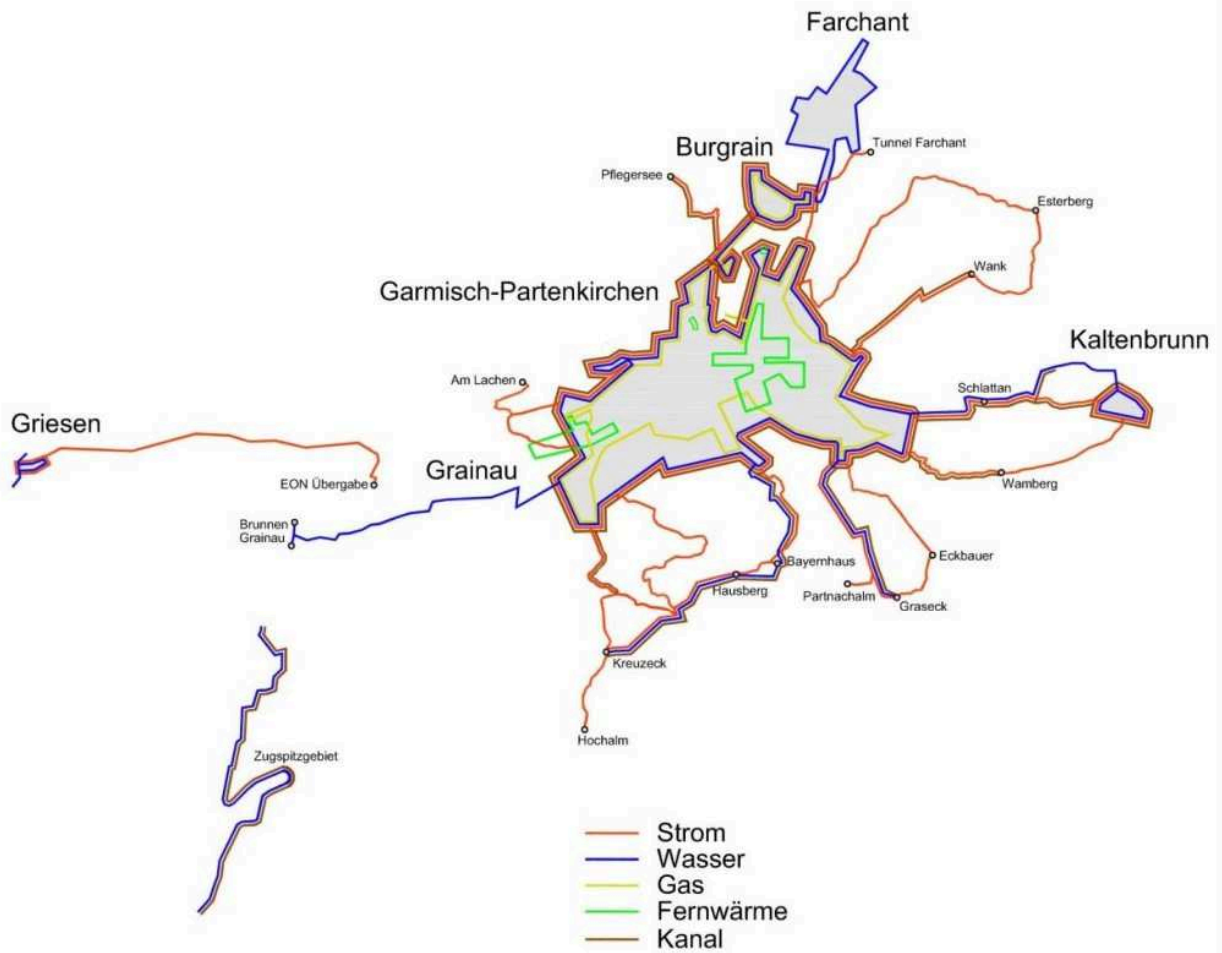 Farchant
Burgrain
Tunnel Farchant
Pflegersee
Esterberg
Wank
Garmisch-Partenkirchen
Kaltenbrunn
Am Lachen
Schlattan
Griesen
Grainau
EON Übergabe
Wamberg
Brunnen
Grainau
Eckbauer
Bayernhaus
Hausberg
Partnachalm
Graseck
Kreuzeck
Hochalm
Zugspitzgebiet
Strom
Wasser
Gas
Fernwärme
Kanal